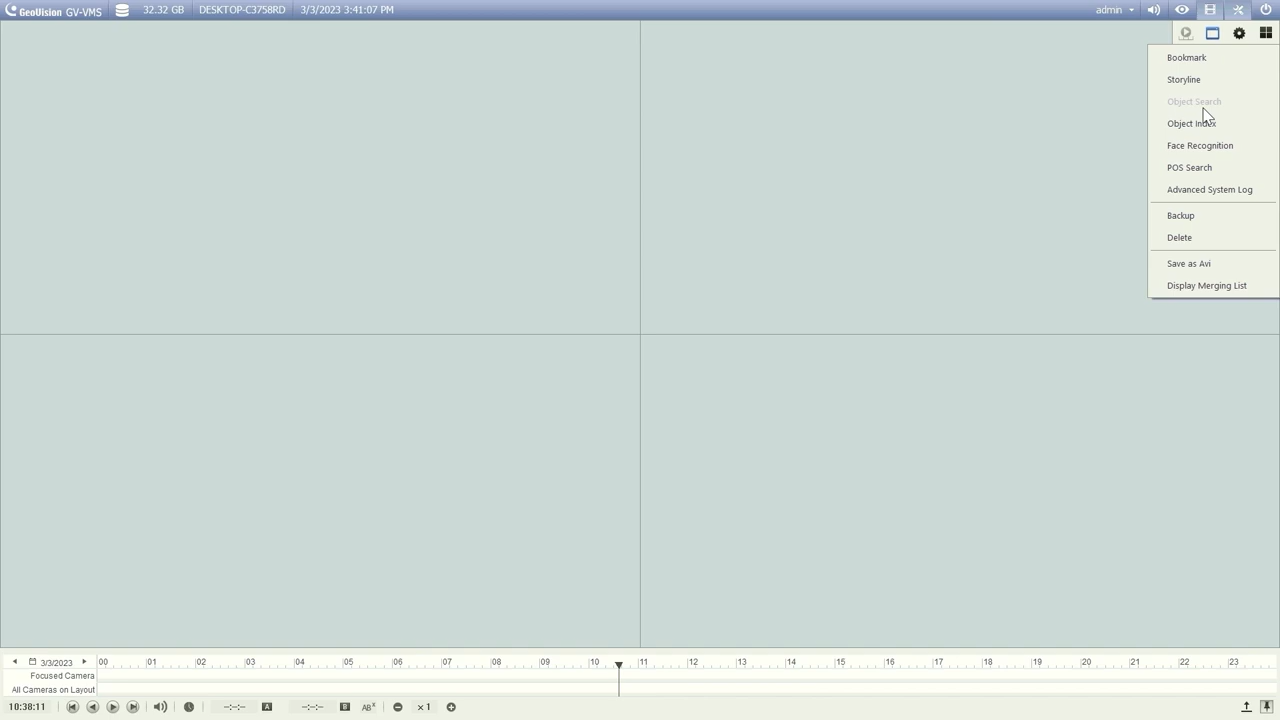 GeoVision GV-VMS 32.32 GB DESKTOP-C3758RD 3/3/2023 3:41:07 PM admin
Bookmark
Storyline
Object Search
Object Index
Face Recognition
POS Search
Advanced System Log
Backup
Delete
Save as Avi
Display Merging List
3/3/2023 00 01 02 03 04 05 06 07 08 09 10 11 12 13 14 15 16 17 18 19 20 21 22 23
Focused Camera
All Cameras on Layout
10:38:11 --:--:-- A --:--:-- B ABˣ x 1